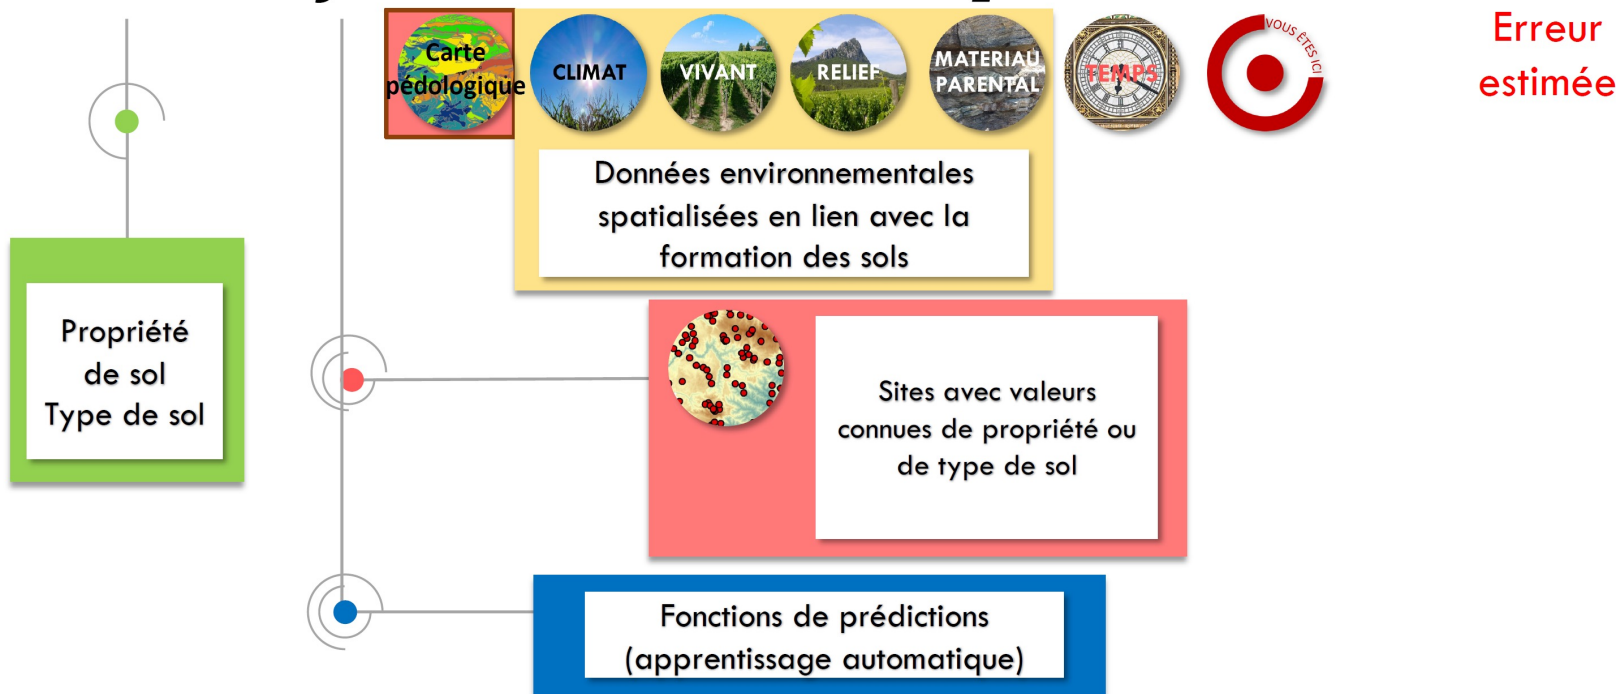 Carte
pédologique
CLIMAT
VIVANT
RELIEF
MATERIAU
PARENTAL
TEMPS
VOUS ÊTES ICI
Erreur
estimée
Données environnementales
spatialisées en lien avec la
formation des sols
Propriété
de sol
Type de sol
Sites avec valeurs
connues de propriété ou
de type de sol
Fonctions de prédictions
(apprentissage automatique)